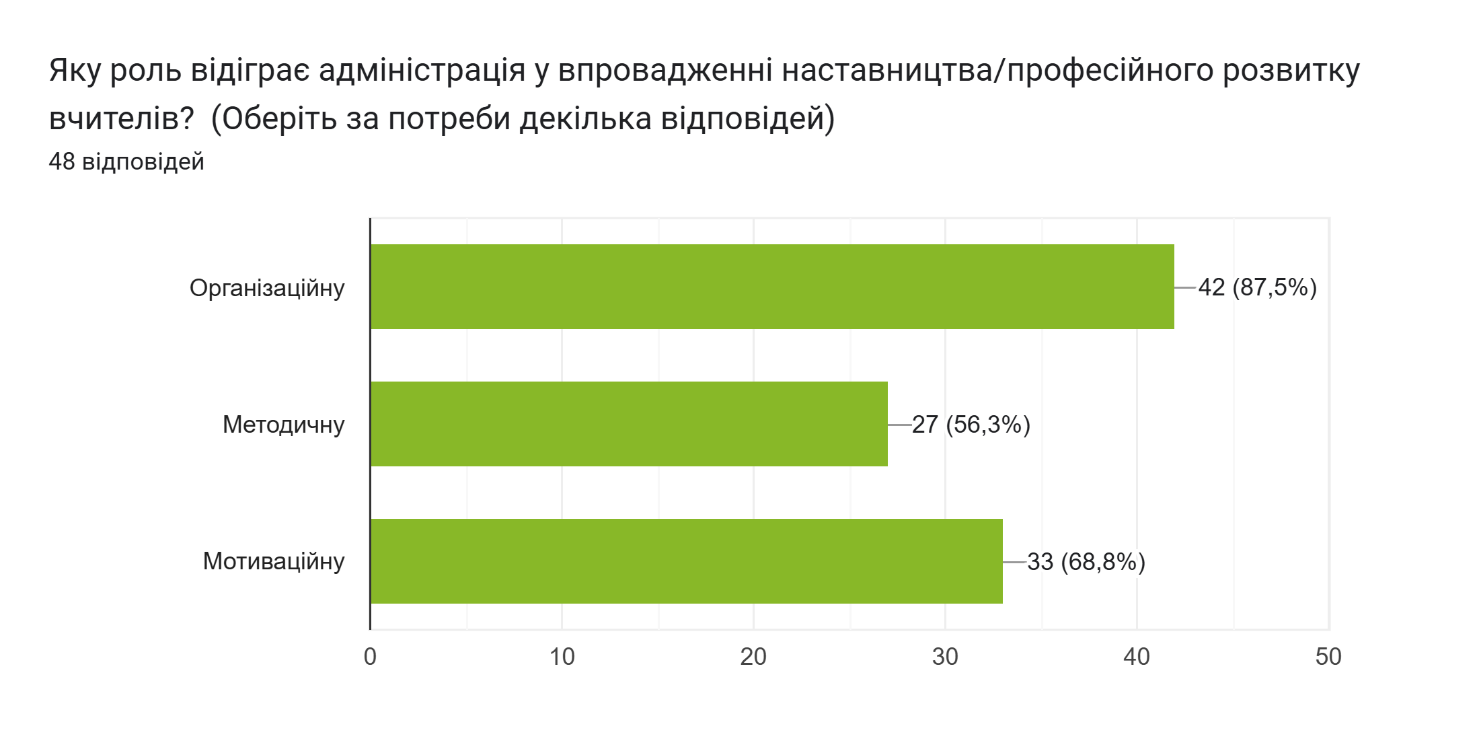 Яку роль відіграє адміністрація у впровадженні наставництва/професійного розвитку
вчителів?  (Оберіть за потреби декілька відповідей)
48 відповідей
Організаційну
42 (87,5%)
Методичну
27 (56,3%)
Мотиваційну
33 (68,8%)
0 10 20 30 40 50